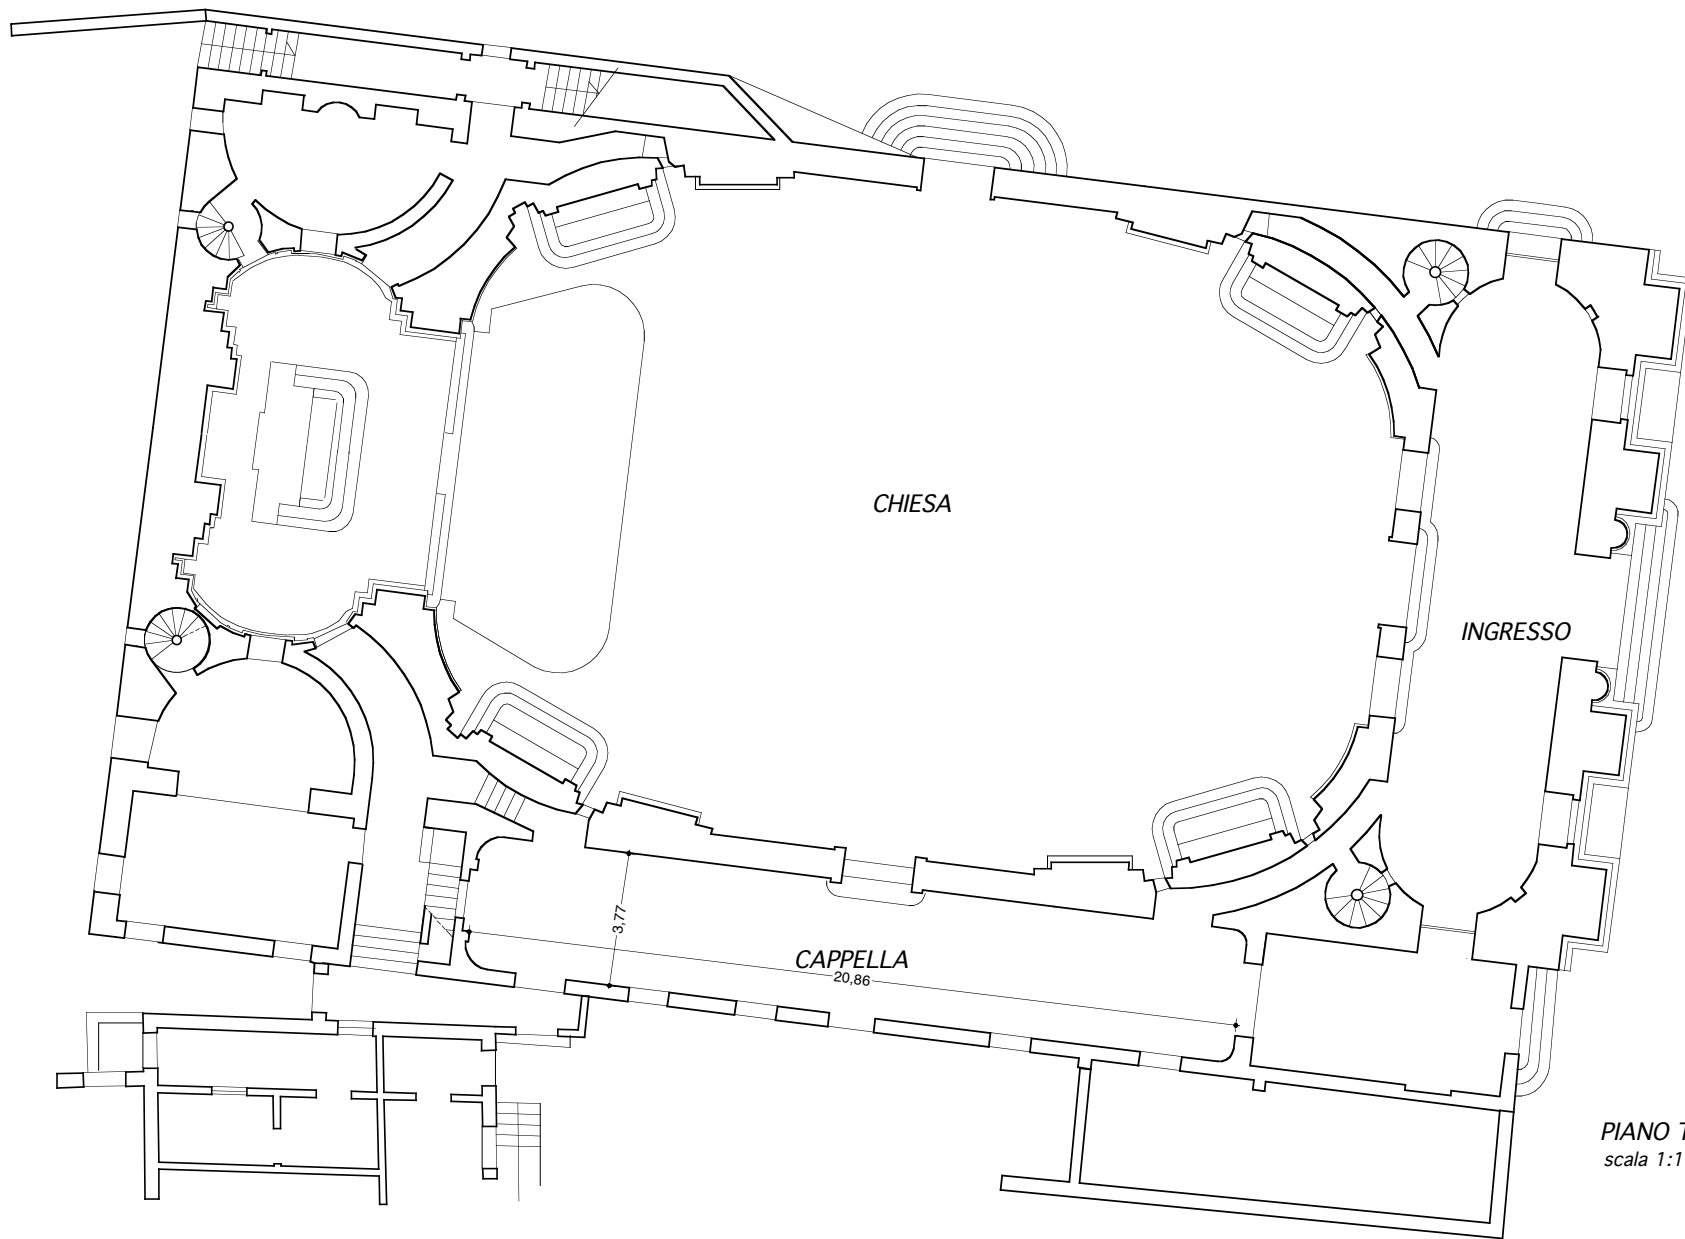 CHIESA
INGRESSO
3,77
CAPPELLA
20,86
PIANO T
scala 1:1